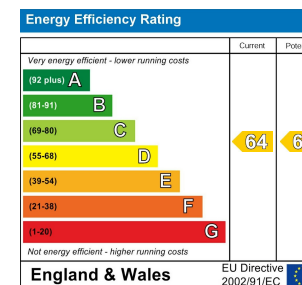 Energy Efficiency Rating
Current
Very energy efficient - lower running costs
(92 plus) A
(81-91) B
(69-80) C
64
(55-68) D
(39-54) E
(21-38) F
(1-20) G
Not energy efficient - higher running costs
England & Wales
EU Directive
2002/91/EC